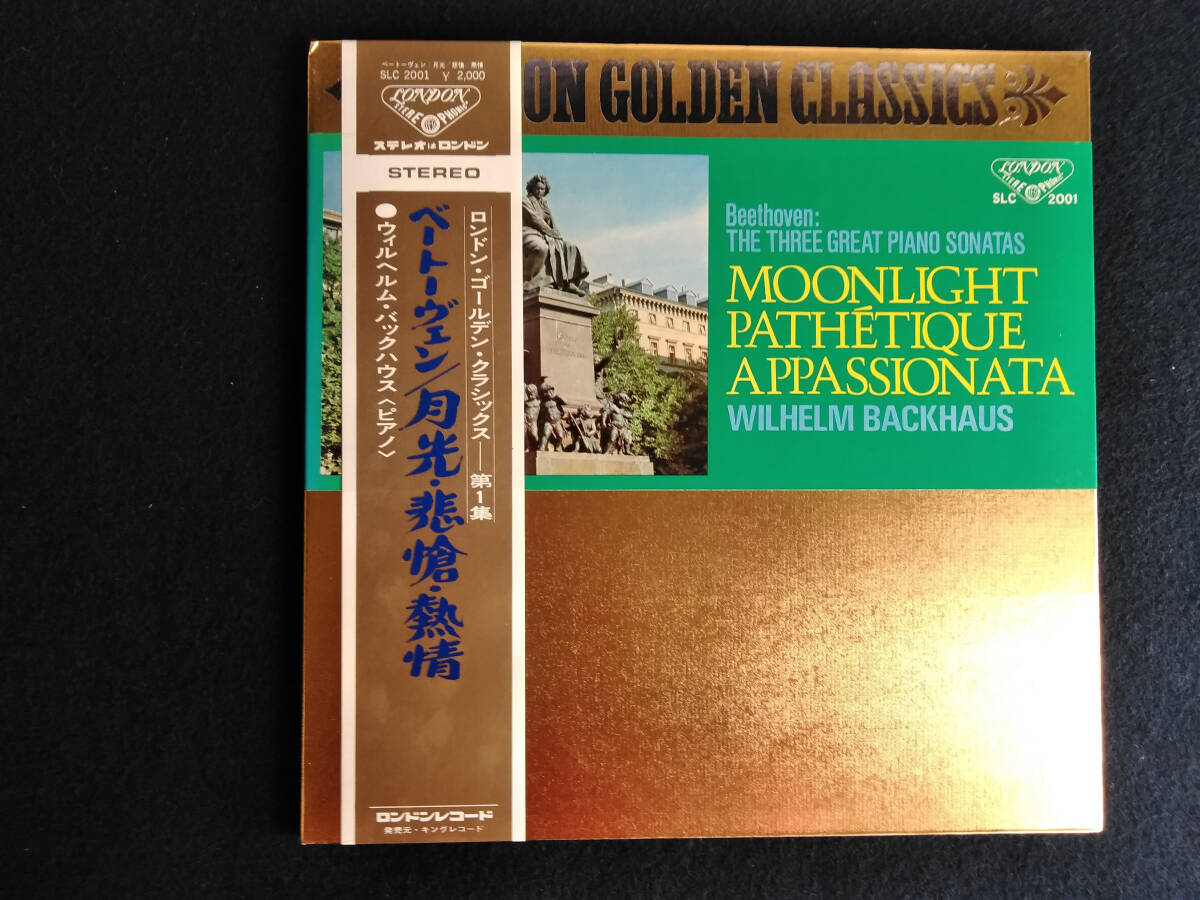 ベートーヴェン/月光/悲愴/熱情
SLC 2001 ¥ 2,000
LONDON
STEREO PHONIC
ステレオはロンドン
STEREO
ロンドン・ゴールデン・クラシックス——第1集
ベートーヴェン/月光・悲愴・熱情
●ウィルヘルム・バックハウス〈ピアノ〉
ロンドンレコード
発売元・キングレコード
ON GOLDEN CLASSICS
LONDON
STEREO PHONIC
SLC 2001
Beethoven:
THE THREE GREAT PIANO SONATAS
MOONLIGHT
PATHÉTIQUE
APPASSIONATA
WILHELM BACKHAUS